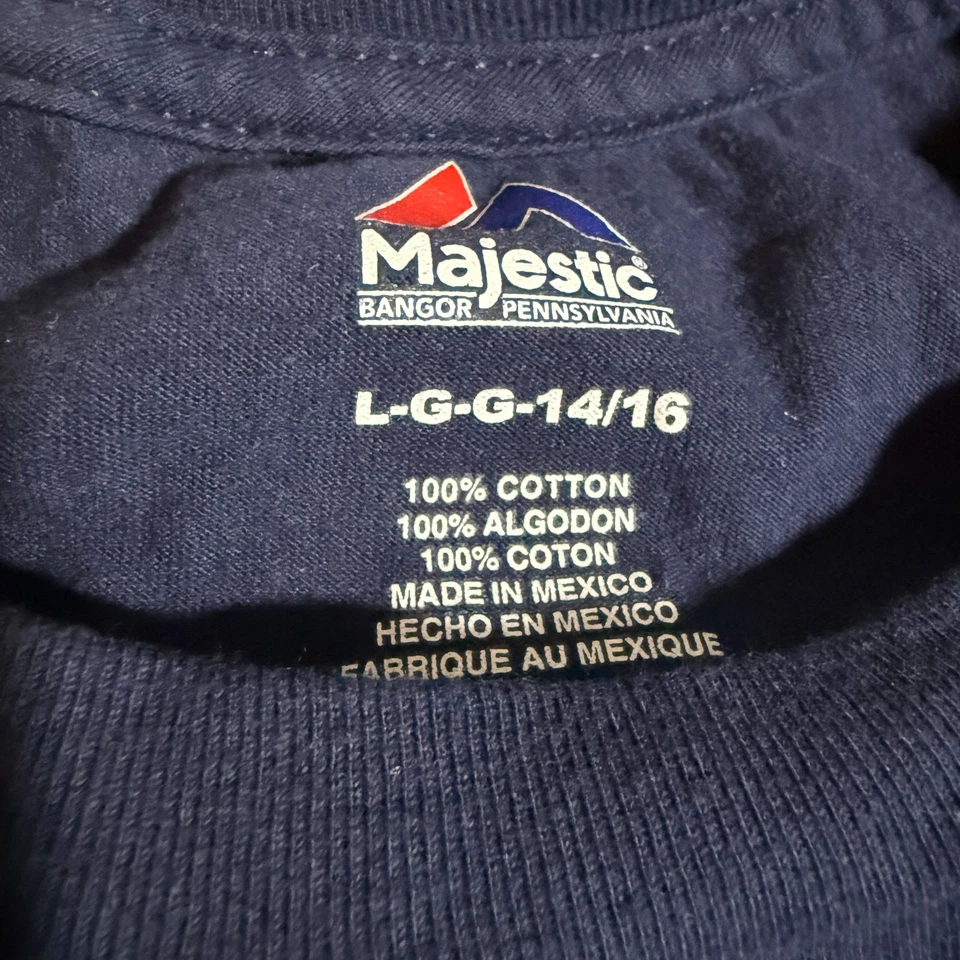 Majestic®
BANGOR PENNSYLVANIA
L-G-G-14/16
100% COTTON
100% ALGODON
100% COTON
MADE IN MEXICO
HECHO EN MEXICO
FABRIQUE AU MEXIQUE